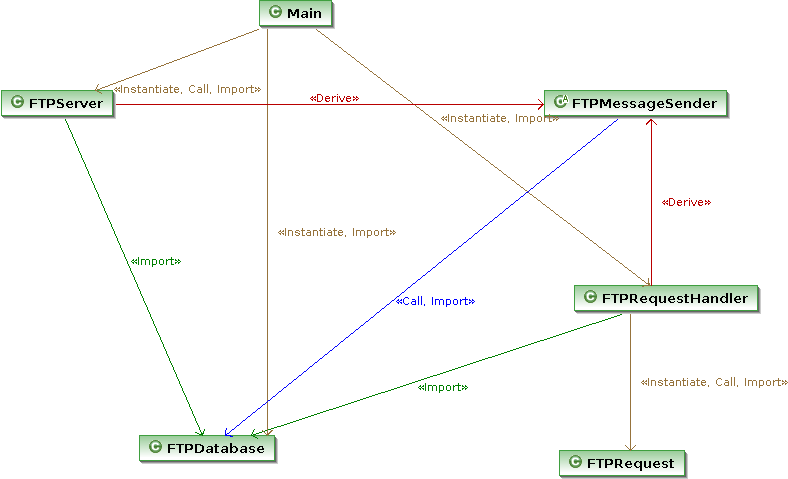 C Main
«Instantiate, Call, Import»
C FTPServer
«Derive»
C A FTPMessageSender
«Instantiate, Import»
«Derive»
«Instantiate, Import»
«Import»
C FTPRequestHandler
«Call, Import»
«Instantiate, Call, Import»
«Import»
C FTPDatabase
C FTPRequest